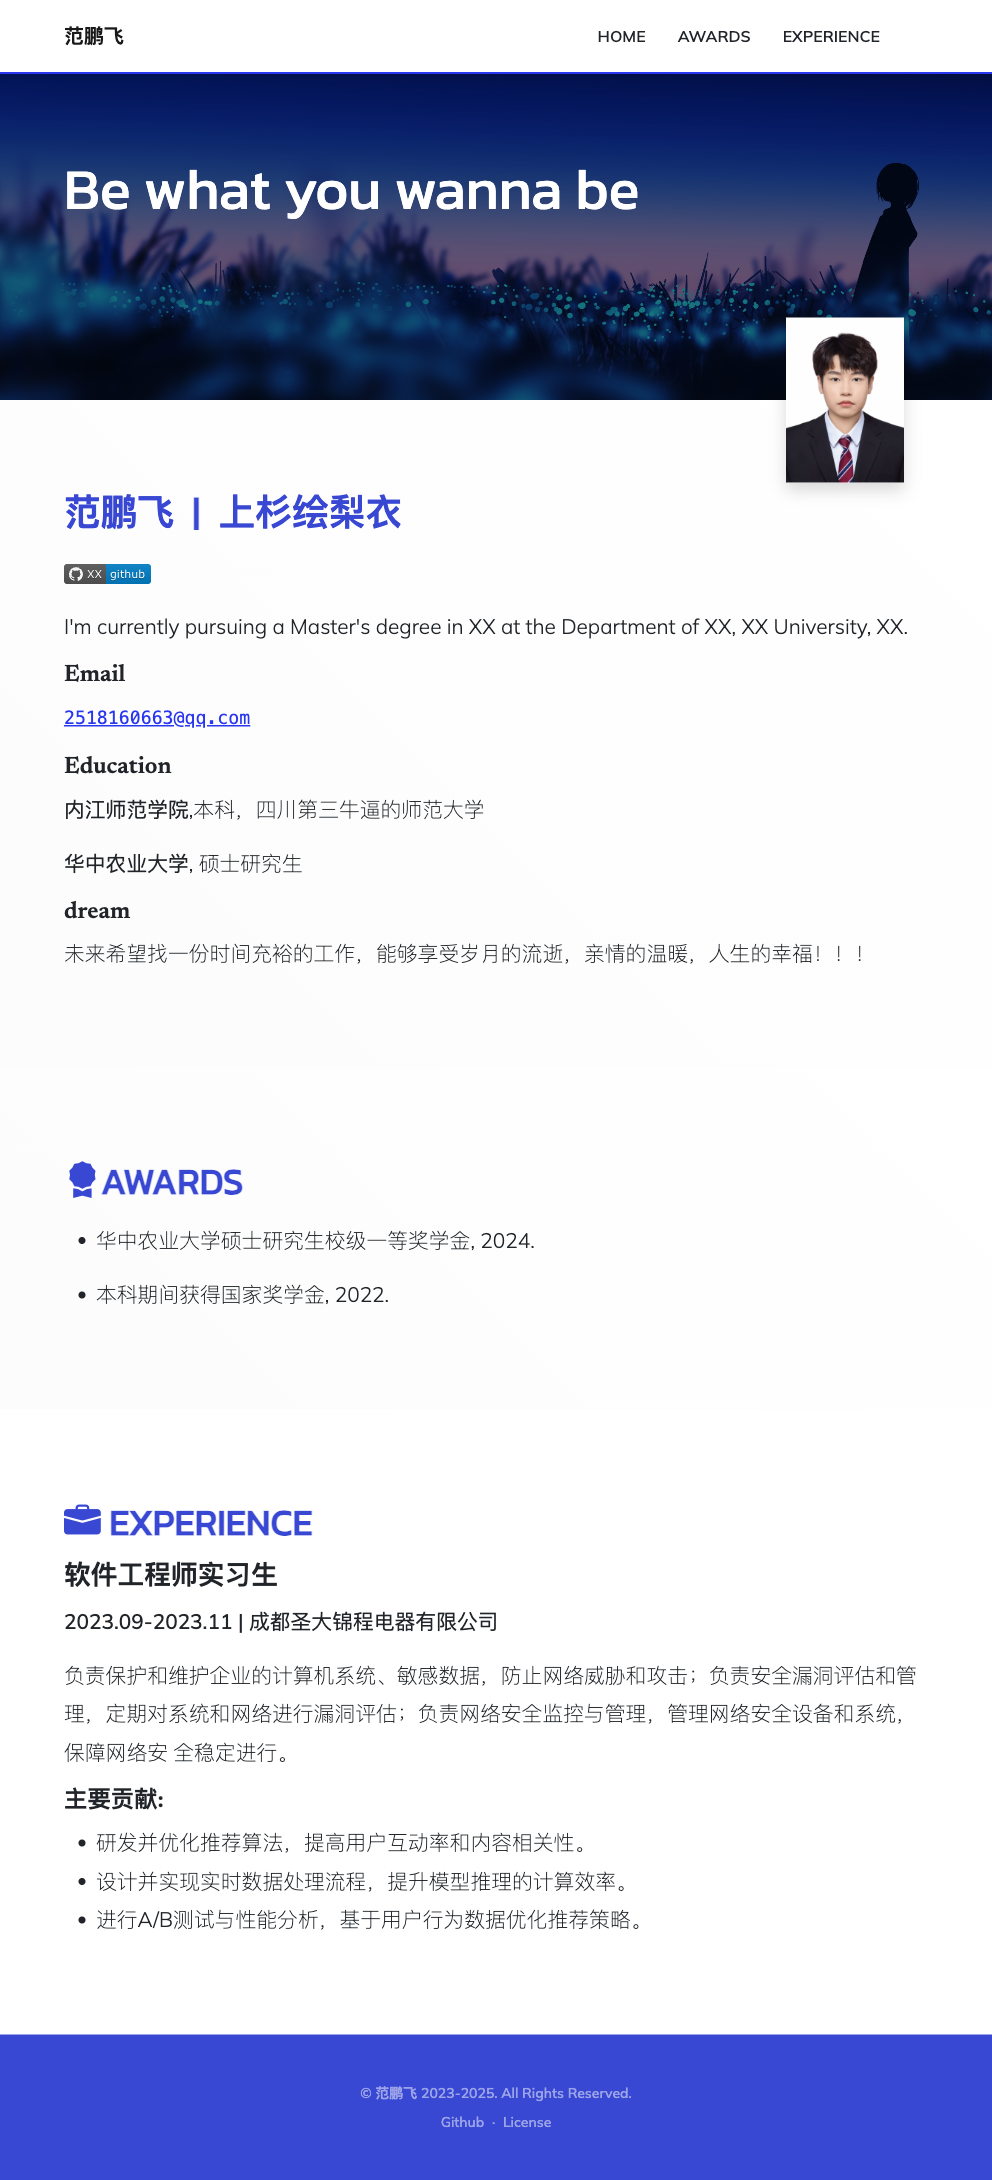 范鹏飞
HOME AWARDS EXPERIENCE
Be what you wanna be
范鹏飞 | 上杉绘梨衣
XX github
I'm currently pursuing a Master's degree in XX at the Department of XX, XX University, XX.
Email
2518160663@qq.com
Education
内江师范学院,本科，四川第三牛逼的师范大学
华中农业大学, 硕士研究生
dream
未来希望找一份时间充裕的工作，能够享受岁月的流逝，亲情的温暖，人生的幸福！！！
AWARDS
• 华中农业大学硕士研究生校级一等奖学金, 2024.
• 本科期间获得国家奖学金, 2022.
EXPERIENCE
软件工程师实习生
2023.09-2023.11 | 成都圣大锦程电器有限公司
负责保护和维护企业的计算机系统、敏感数据，防止网络威胁和攻击；负责安全漏洞评估和管
理，定期对系统和网络进行漏洞评估；负责网络安全监控与管理，管理网络安全设备和系统，
保障网络安 全稳定进行。
主要贡献:
• 研发并优化推荐算法，提高用户互动率和内容相关性。
• 设计并实现实时数据处理流程，提升模型推理的计算效率。
• 进行A/B测试与性能分析，基于用户行为数据优化推荐策略。
© 范鹏飞 2023-2025. All Rights Reserved.
Github · License